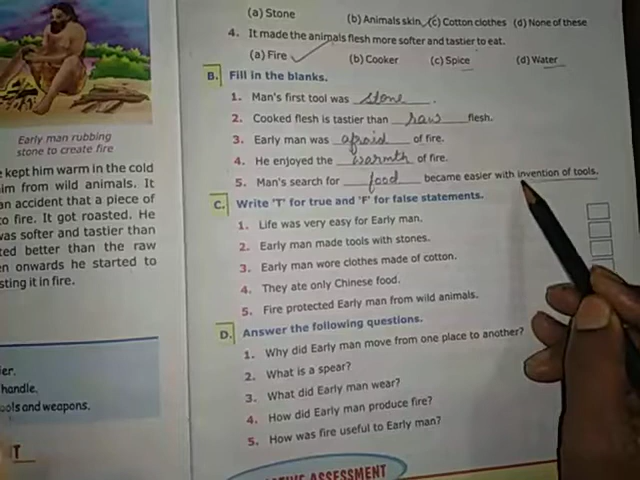 (a) Stone (b) Animals skin (c) Cotton clothes (d) None of these
4. It made the animals flesh more softer and tastier to eat.
(a) Fire (b) Cooker (c) Spice (d) Water
B. Fill in the blanks.
1. Man's first tool was stone.
2. Cooked flesh is tastier than raw flesh.
3. Early man was afraid of fire.
4. He enjoyed the warmth of fire.
5. Man's search for food became easier with invention of tools.
C. Write 'T' for true and 'F' for false statements.
1. Life was very easy for Early man.
2. Early man made tools with stones.
3. Early man wore clothes made of cotton.
4. They ate only Chinese food.
5. Fire protected Early man from wild animals.
D. Answer the following questions.
1. Why did Early man move from one place to another?
2. What is a spear?
3. What did Early man wear?
4. How did Early man produce fire?
5. How was fire useful to Early man?
ASSESSMENT
Early man rubbing
stone to create fire
kept him warm in the cold
him from wild animals. It
an accident that a piece of
to fire. It got roasted. He
was softer and tastier than
better than the raw
onwards he started to
it in fire.
handle.
tools and weapons.